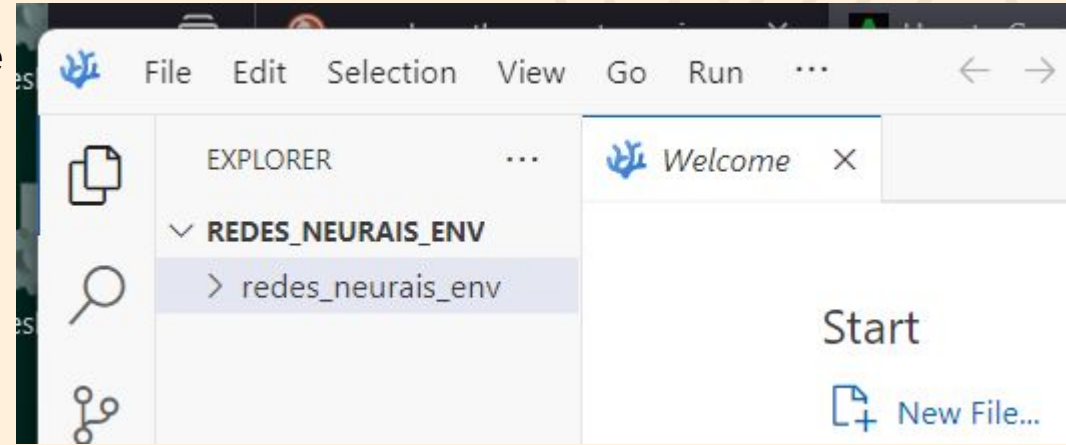 File Edit Selection View Go Run ... ← →
EXPLORER ...
Welcome ×
REDES_NEURAIS_ENV
redes_neurais_env
Start
New File...